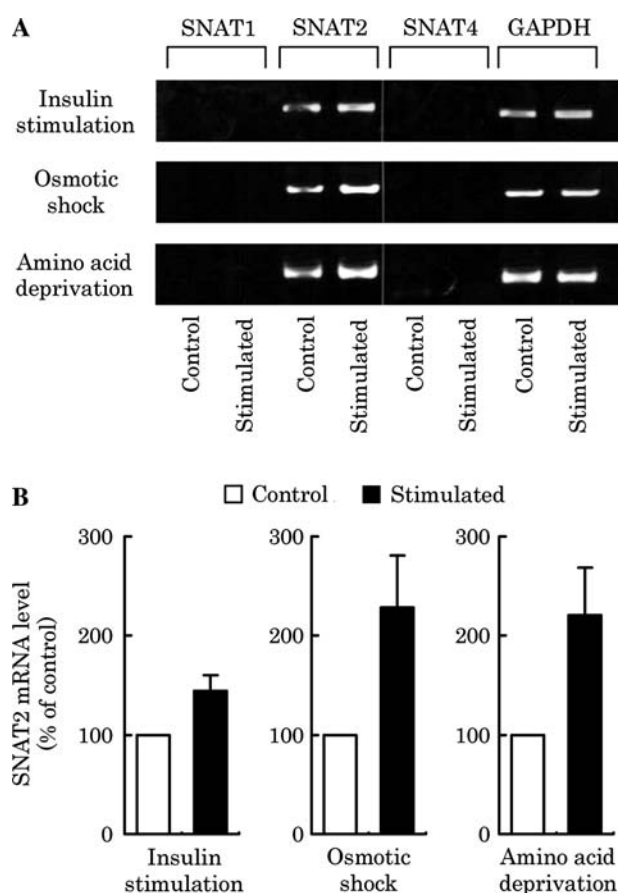 A
SNAT1 SNAT2 SNAT4 GAPDH
Insulin
stimulation
Osmotic
shock
Amino acid
deprivation
Control Stimulated Control Stimulated Control Stimulated Control Stimulated
B
Control Stimulated
SNAT2 mRNA level
(% of control)
300 300 300
200 200 200
100 100 100
0 0 0
Insulin
stimulation
Osmotic
shock
Amino acid
deprivation